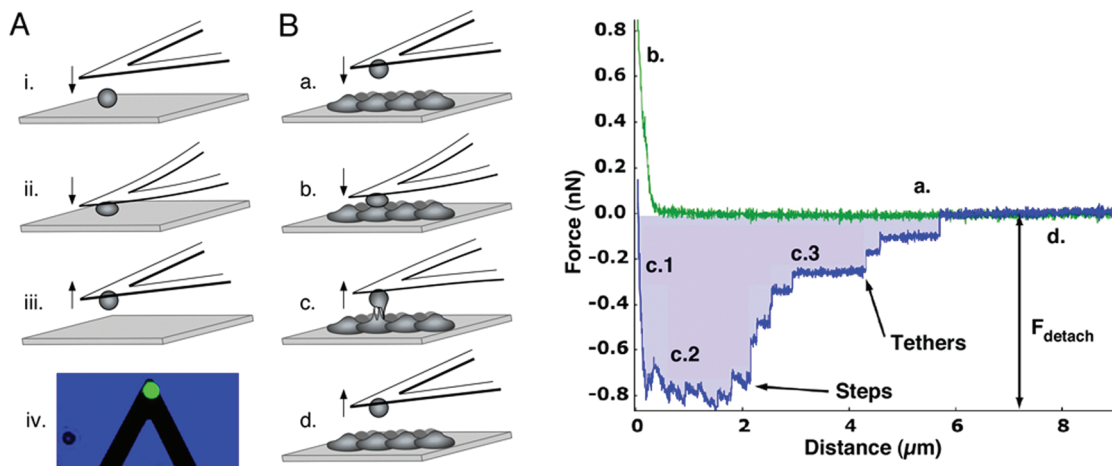 A
i.
ii.
iii.
iv.
B
a.
b.
c.
d.
Force (nN)
0.8
0.6
0.4
0.2
0.0
-0.2
-0.4
-0.6
-0.8
b.
a.
d.
c.1
c.2
c.3
Tethers
Steps
Fdetach
0
2
4
6
8
Distance (µm)